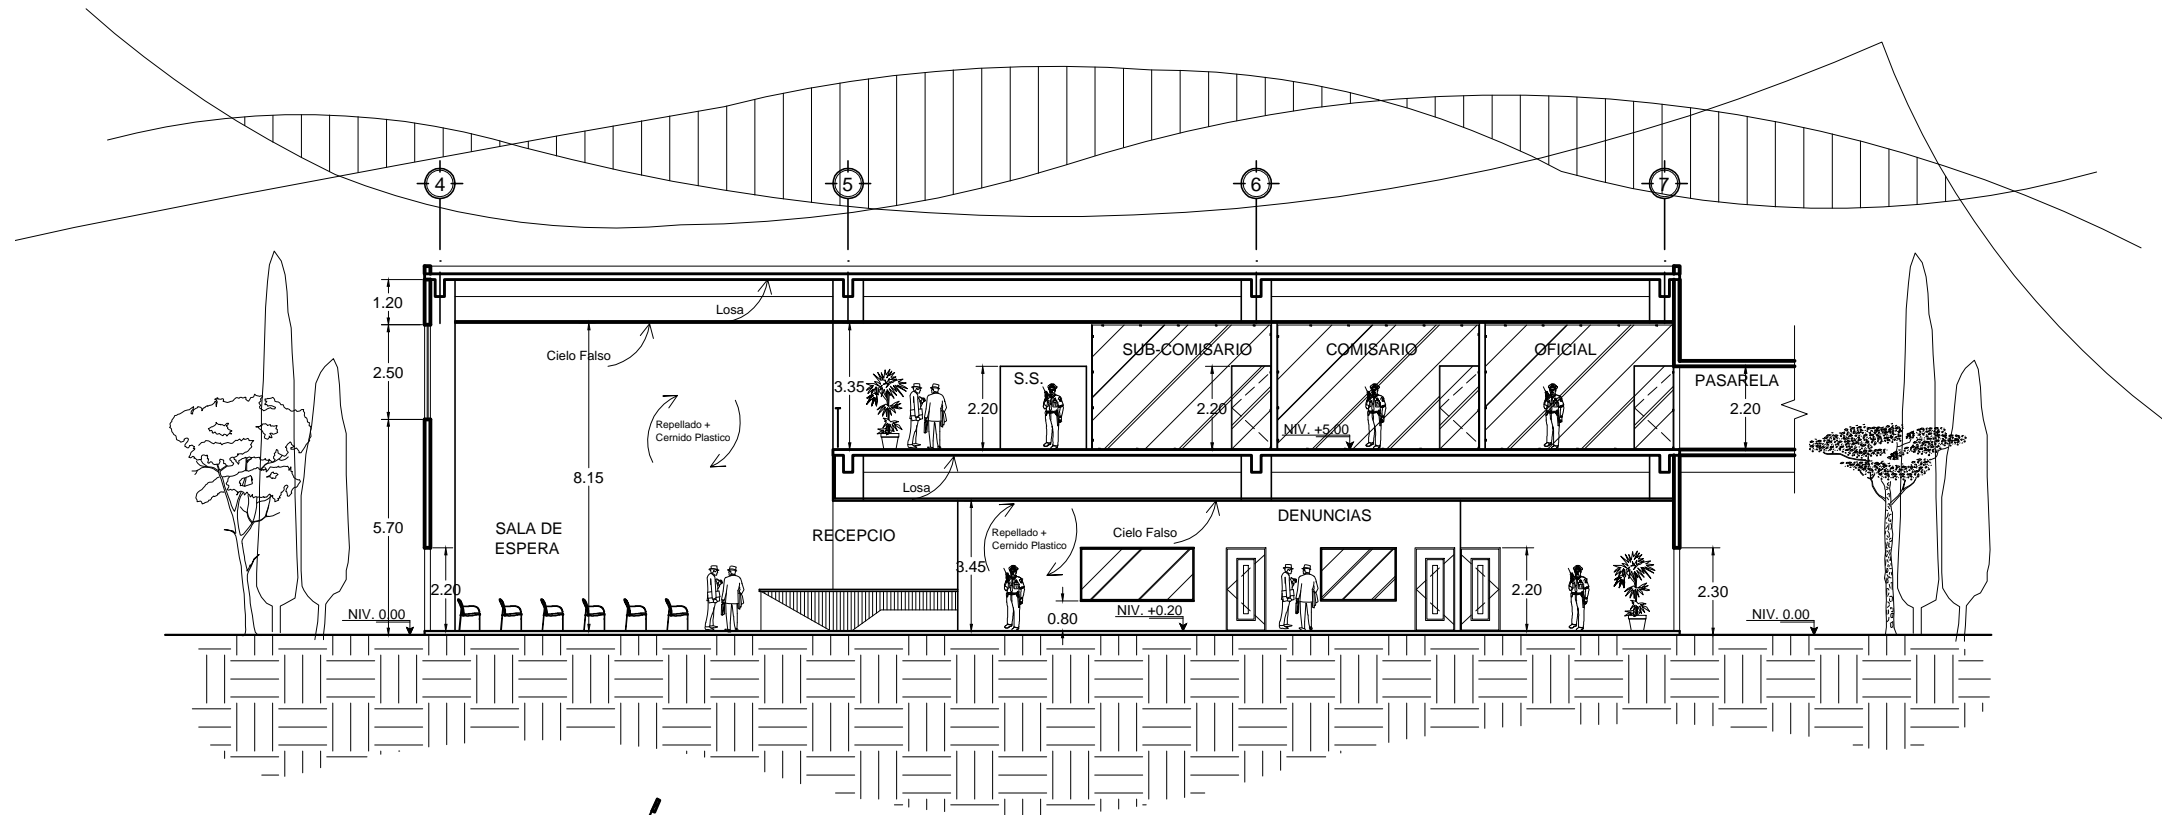 4
5
6
7
1.20
2.50
5.70
2.20
NIV. 0.00
Losa
Cielo Falso
Repellado +
Cernido Plastico
8.15
SALA DE
ESPERA
RECEPCIO
3.35
2.20
S.S.
SUB-COMISARIO
2.20
COMISARIO
NIV. +5.00
OFICIAL
PASARELA
2.20
Losa
3.45
Repellado +
Cernido Plastico
Cielo Falso
DENUNCIAS
0.80
NIV. +0.20
2.20
2.30
NIV. 0.00